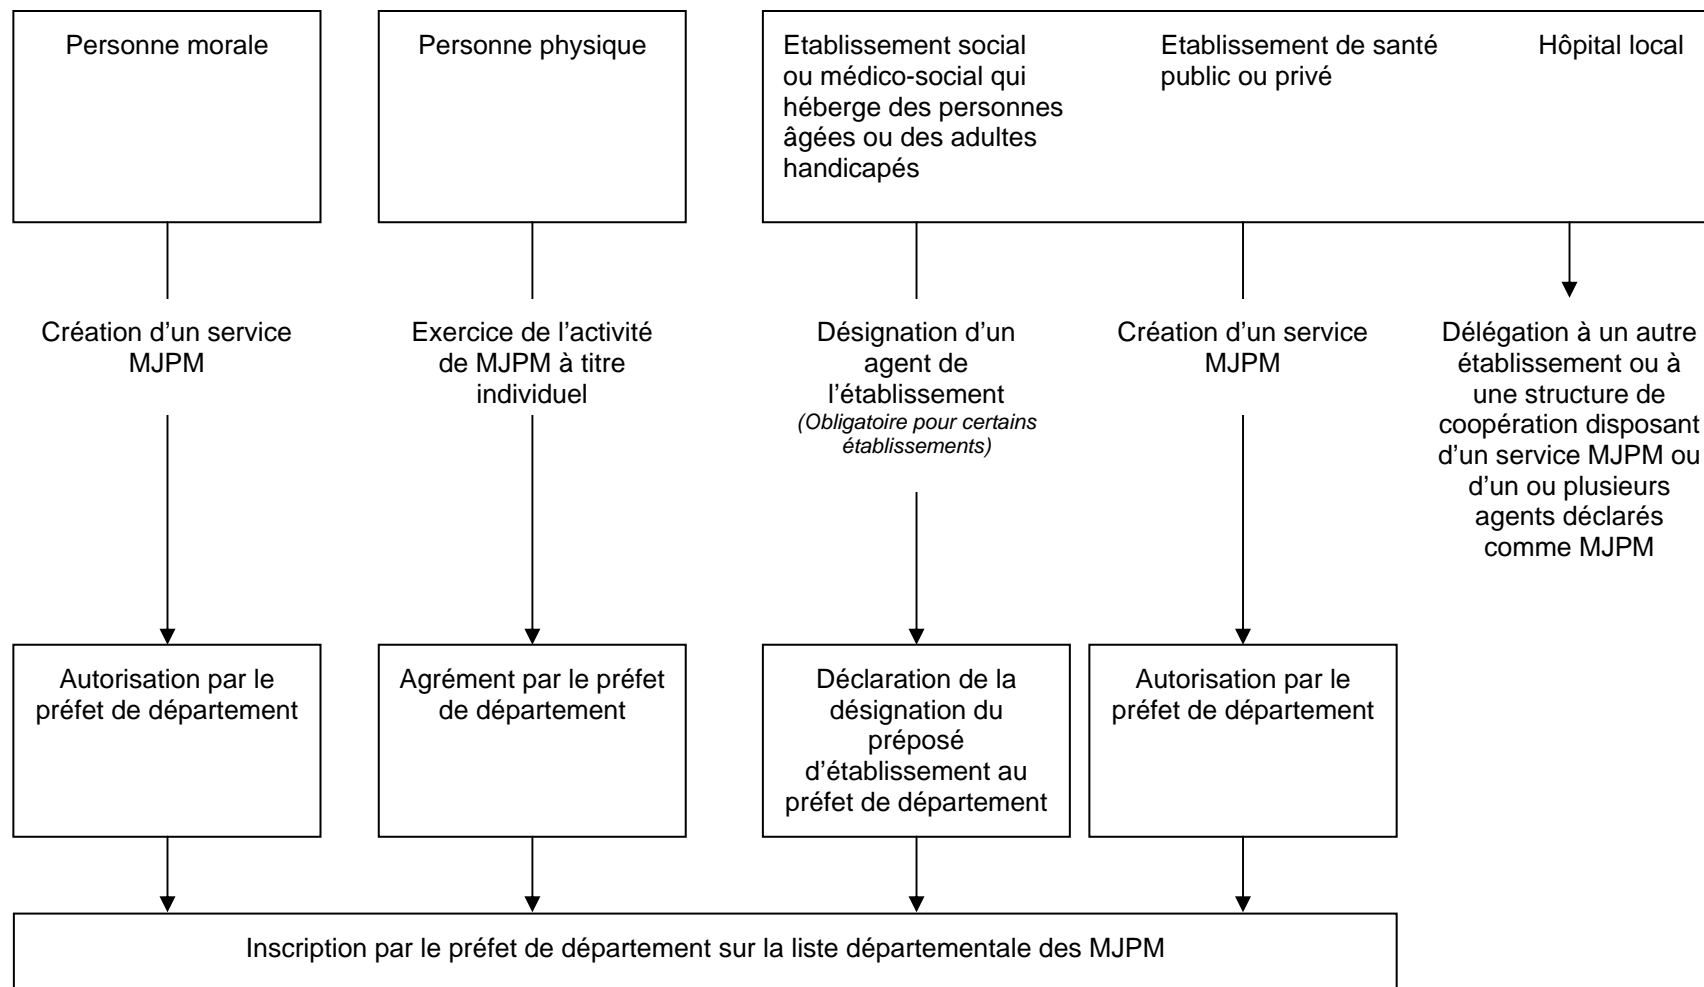 Personne morale
Personne physique
Etablissement social
ou médico-social qui
héberge des personnes
âgées ou des adultes
handicapés
Etablissement de santé
public ou privé
Hôpital local
Création d’un service
MJPM
Exercice de l’activité
de MJPM à titre
individuel
Désignation d’un
agent de
l’établissement
(Obligatoire pour certains
établissements)
Création d’un service
MJPM
Délégation à un autre
établissement ou à
une structure de
coopération disposant
d’un service MJPM ou
d’un ou plusieurs
agents déclarés
comme MJPM
Autorisation par le
préfet de département
Agrément par le préfet
de département
Déclaration de la
désignation du
préposé
d’établissement au
préfet de département
Autorisation par le
préfet de département
Inscription par le préfet de département sur la liste départementale des MJPM